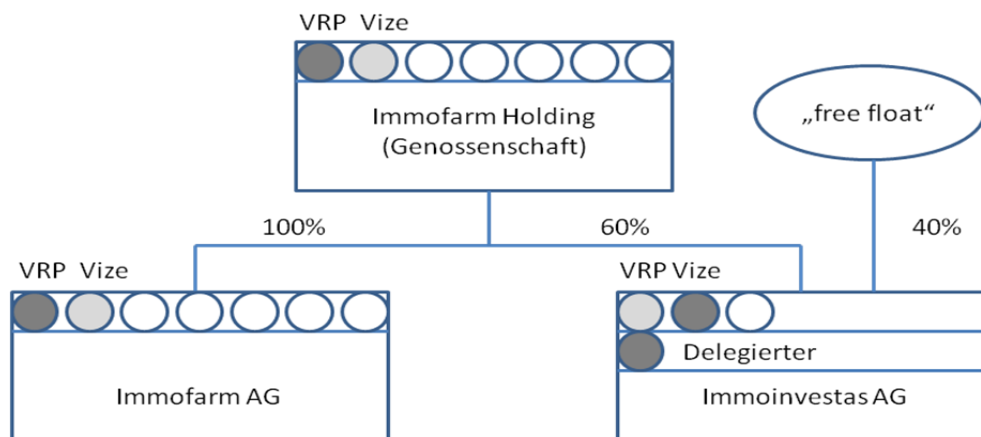 VRP Vize
Immofarm Holding
(Genossenschaft)
„free float“
100%
60%
40%
VRP Vize
VRP Vize
Delegierter
Immofarm AG
Immoinvestas AG